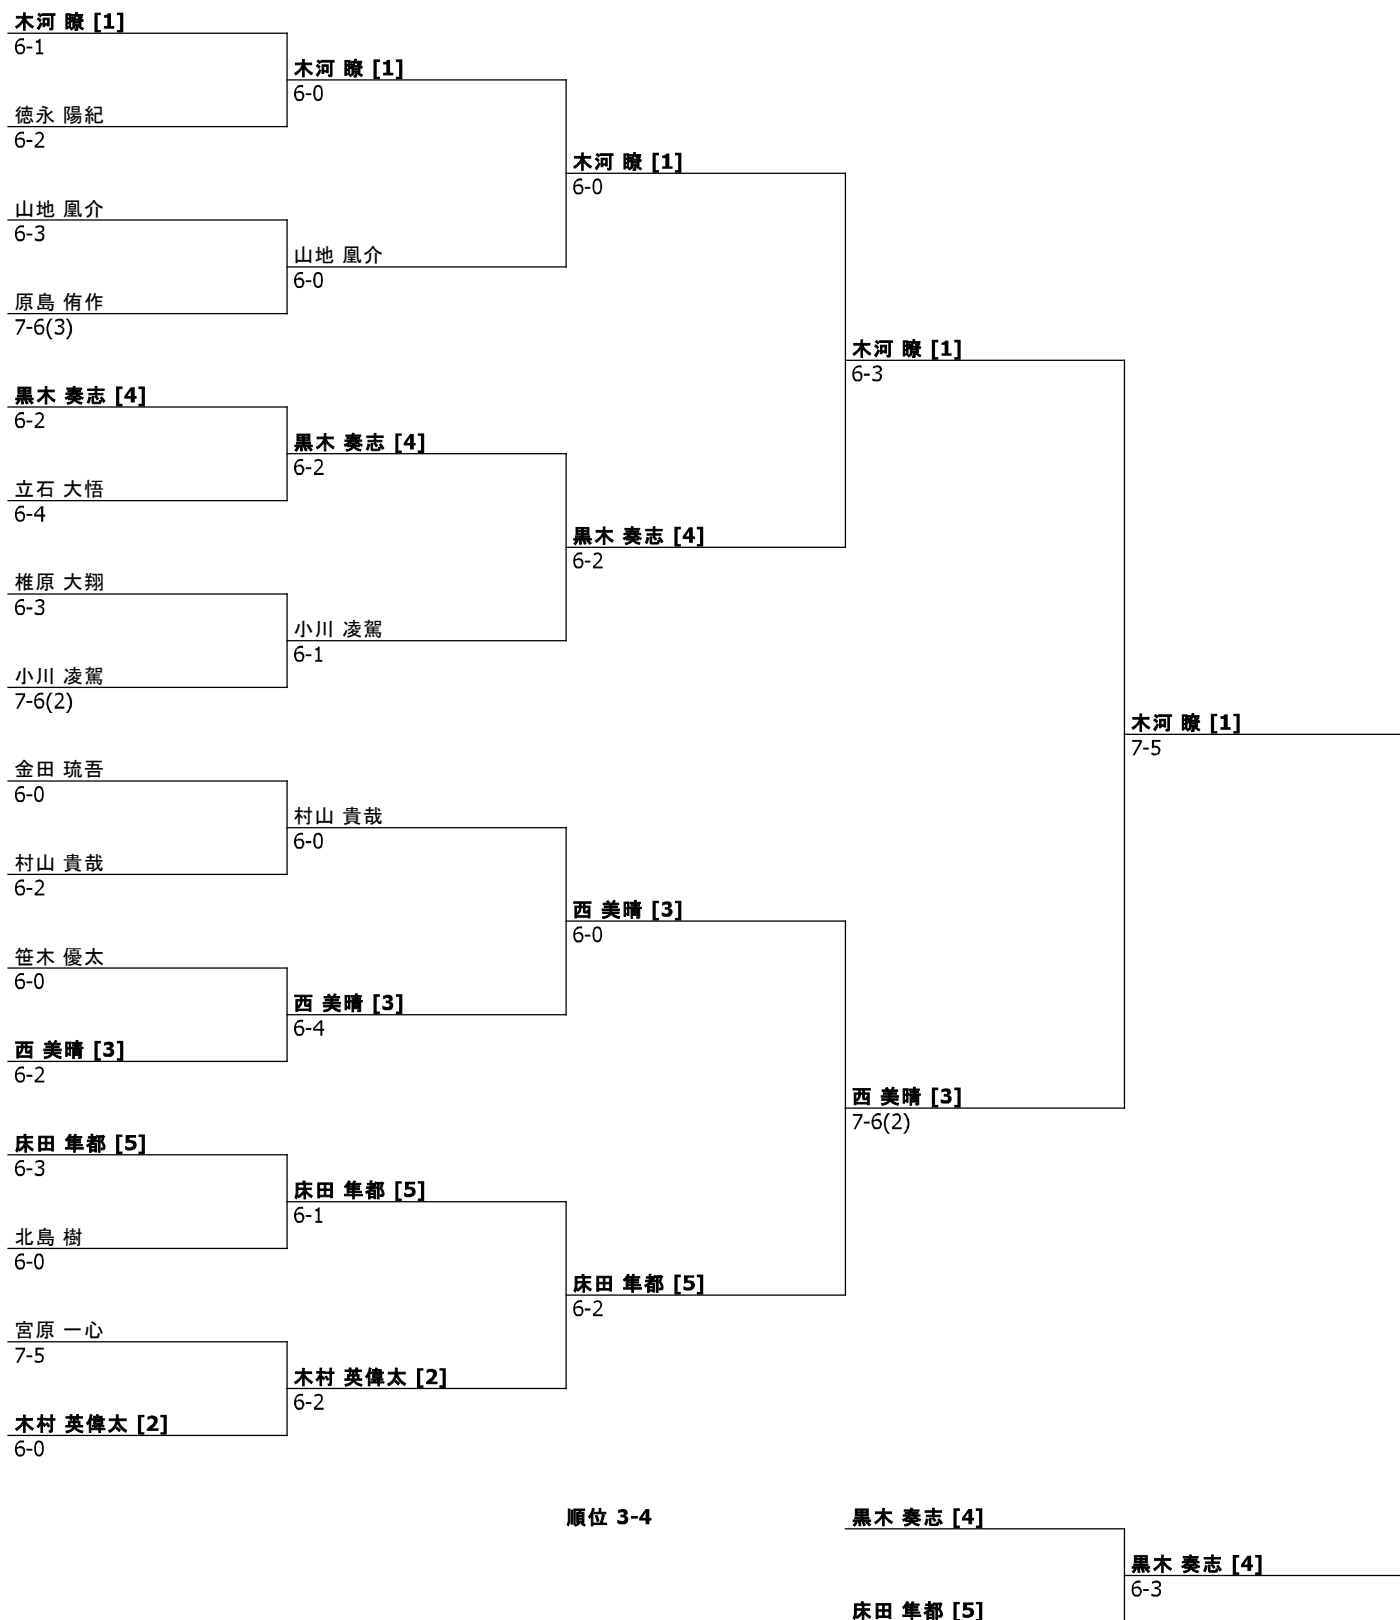 木河 瞭 [1]
6-1
木河 瞭 [1]
6-0
徳永 陽紀
6-2
木河 瞭 [1]
6-0
山地 凰介
6-3
山地 凰介
6-0
原島 侑作
7-6(3)
木河 瞭 [1]
6-3
黒木 奏志 [4]
6-2
黒木 奏志 [4]
6-2
立石 大悟
6-4
黒木 奏志 [4]
6-2
椎原 大翔
6-3
小川 凌駕
6-1
小川 凌駕
7-6(2)
木河 瞭 [1]
7-5
金田 琉吾
6-0
村山 貴哉
6-0
村山 貴哉
6-2
西 美晴 [3]
6-0
笹木 優太
6-0
西 美晴 [3]
6-4
西 美晴 [3]
6-2
西 美晴 [3]
7-6(2)
床田 隼都 [5]
6-3
床田 隼都 [5]
6-1
北島 樹
6-0
床田 隼都 [5]
6-2
宮原 一心
7-5
木村 英偉太 [2]
6-2
木村 英偉太 [2]
6-0
順位 3-4
黒木 奏志 [4]
黒木 奏志 [4]
6-3
床田 隼都 [5]